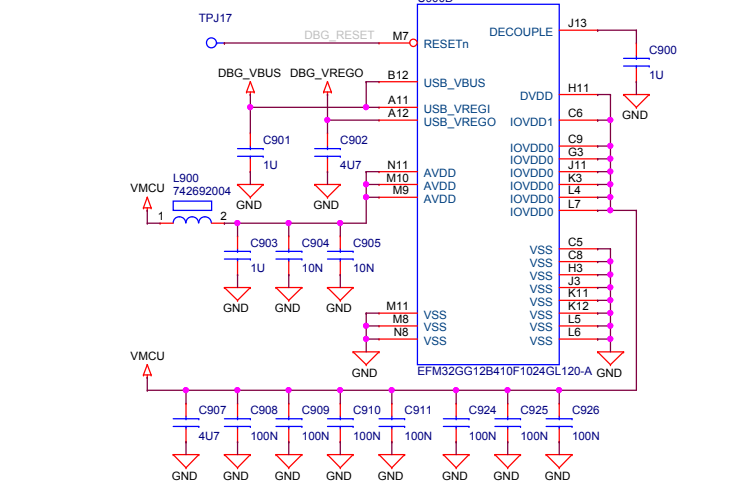 TPJ17
DBG_RESET
M7
RESETn
DECOUPLE
J13
C900
1U
GND
DBG_VBUS
DBG_VREGO
B12
USB_VBUS
A11
USB_VREGI
A12
USB_VREGO
DVDD
H11
IOVDD1
C6
IOVDD0
C9
IOVDD0
G3
IOVDD0
J11
IOVDD0
K3
IOVDD0
L4
IOVDD0
L7
C901
1U
GND
C902
4U7
GND
N11
AVDD
M10
AVDD
M9
AVDD
VMCU
L900
742692004
1
2
C903
1U
GND
C904
10N
GND
C905
10N
GND
VSS
C5
VSS
C8
VSS
H3
VSS
J3
VSS
K11
VSS
K12
VSS
L5
VSS
L6
GND
M11
VSS
M8
VSS
N8
VSS
GND
EFM32GG12B410F1024GL120-A
VMCU
C907
4U7
GND
C908
100N
GND
C909
100N
GND
C910
100N
GND
C911
100N
GND
C924
100N
GND
C925
100N
GND
C926
100N
GND